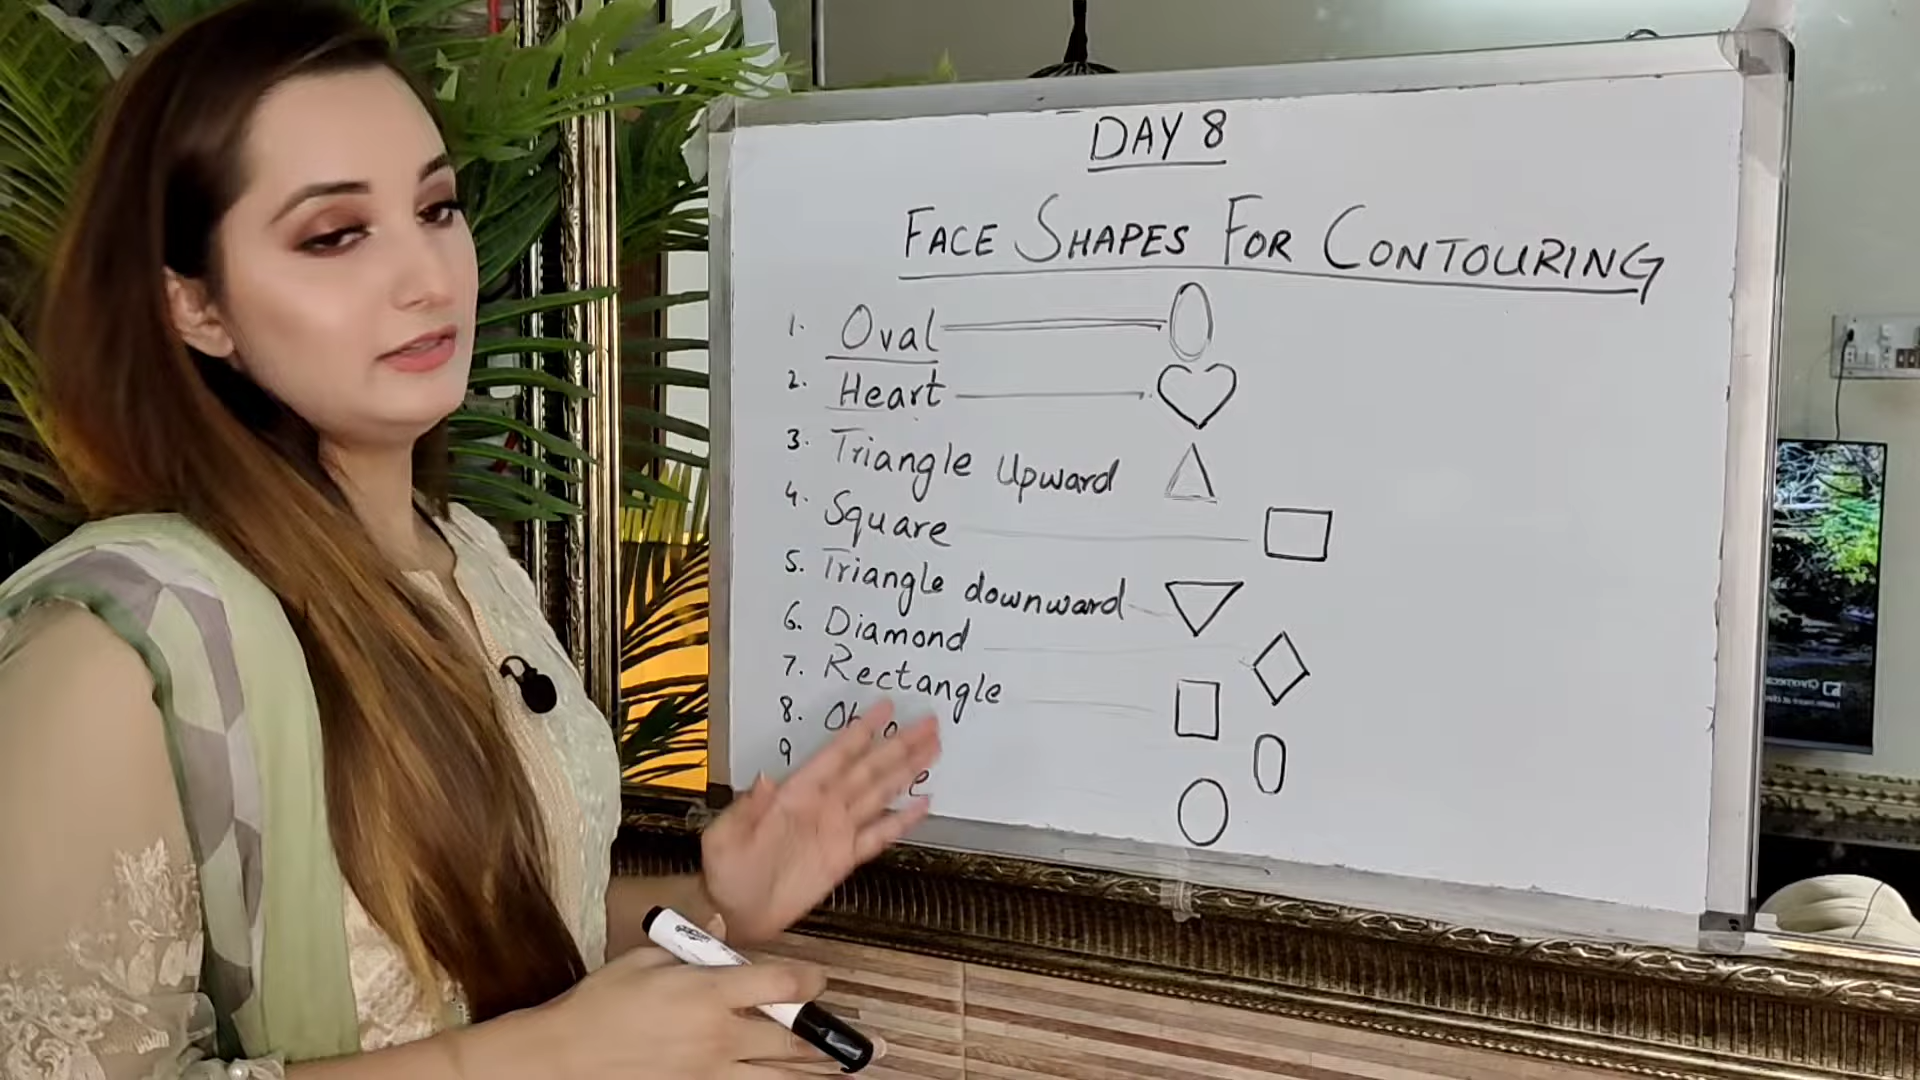 DAY 8
FACE SHAPES FOR CONTOURING
1. Oval
2. Heart
3. Triangle Upward
4. Square
5. Triangle downward
6. Diamond
7. Rectangle
8.
9